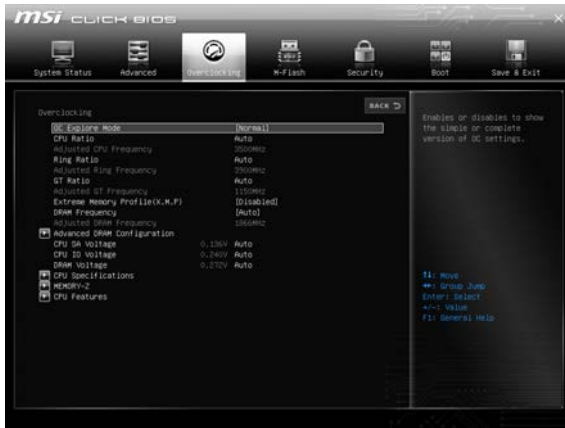 msi CLICK BIOS
X
System Status
Advanced
Overclocking
M-Flash
Security
Boot
Save & Exit
Overclocking
BACK
OC Explore Mode [Normal]
CPU Ratio Auto
Adjusted CPU Frequency 3500MHz
Ring Ratio Auto
Adjusted Ring Frequency 3900MHz
GT Ratio Auto
Adjusted GT Frequency 1150MHz
Extreme Memory Profile(X.M.P) [Disabled]
DRAM Frequency [Auto]
Adjusted DRAM Frequency 1866MHz
Advanced DRAM Configuration
CPU SA Voltage 0.136V Auto
CPU IO Voltage 0.240V Auto
DRAM Voltage 0.272V Auto
CPU Specifications
MEMORY-Z
CPU Features
Enables or disables to show
the simple or complete
version of OC settings.
↑↓: Move
↔: Group Jump
Enter: Select
+/-: Value
F1: General Help